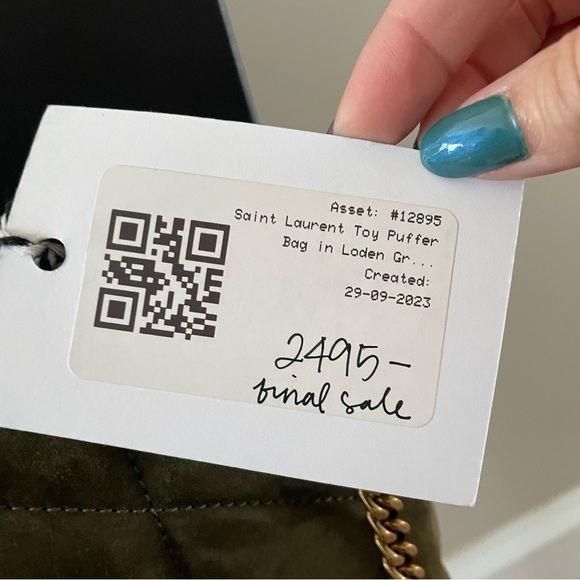 Asset: #12895
Saint Laurent Toy Puffer
Bag in Loden Gr...
Created:
29-09-2023
2495-
final sale